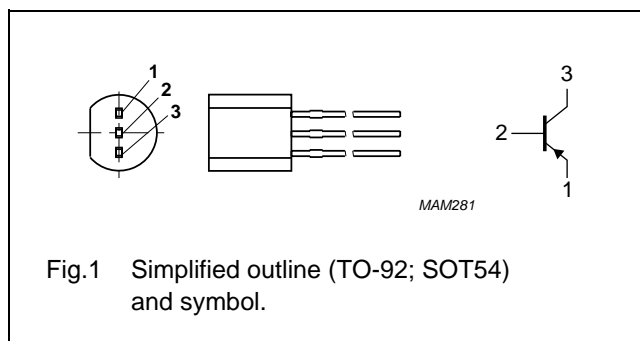 1
2
3
3
2
1
MAM281
Fig.1 Simplified outline (TO-92; SOT54)
and symbol.